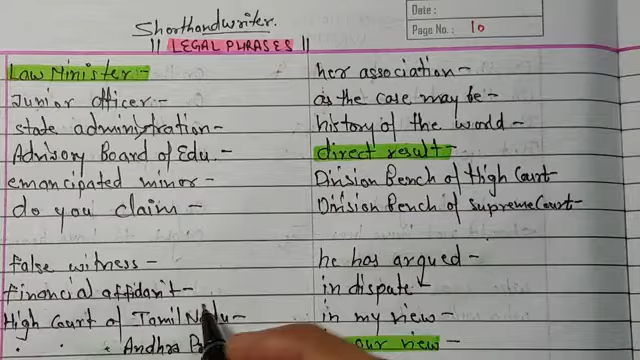 Date:
Page No.: 10
Shorthandwriter.
|| LEGAL PHRASES ||
Law Minister -
Junior officer -
state administration -
Advisory Board of Edu. -
emancipated minor -
do you claim -
false witness -
financial affidavit -
High Court of Tamil Nadu -
" " " Andhra
her association -
as the case may be -
history of the world -
direct result -
Division Bench of High Court -
Division Bench of Supreme Court -
he has argued -
in dispute -
in my view -
our view -